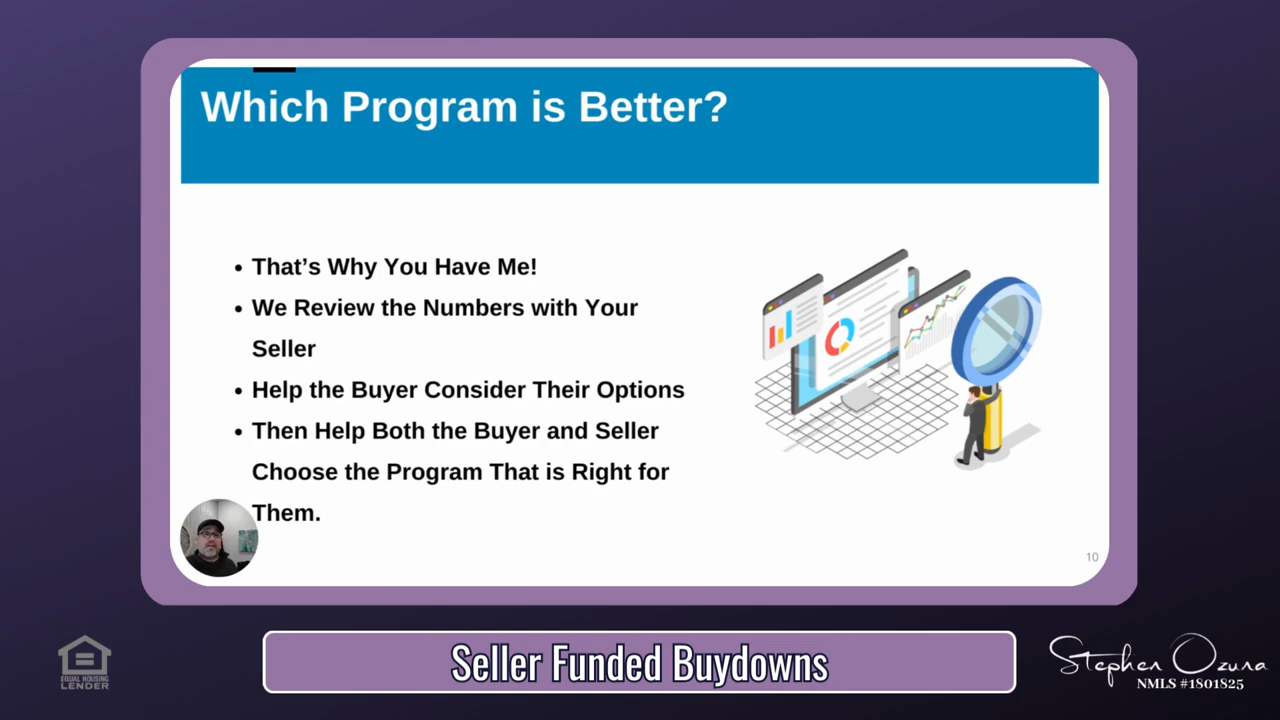 Which Program is Better?
• That’s Why You Have Me!
• We Review the Numbers with Your
Seller
• Help the Buyer Consider Their Options
• Then Help Both the Buyer and Seller
Choose the Program That is Right for
Them.
10
EQUAL HOUSING
LENDER
Seller Funded Buydowns
Stephen Ozuna
NMLS #1801825